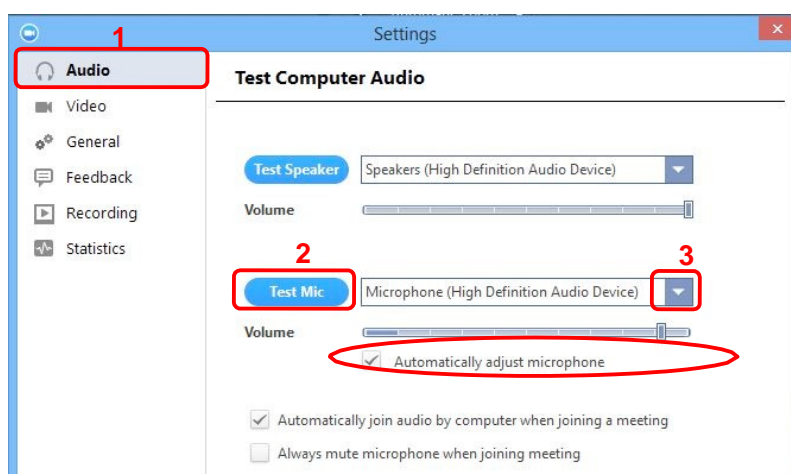 Settings
1
Audio
Video
General
Feedback
Recording
Statistics
Test Computer Audio
Test Speaker Speakers (High Definition Audio Device)
Volume
2 3
Test Mic Microphone (High Definition Audio Device)
Volume
Automatically adjust microphone
Automatically join audio by computer when joining a meeting
Always mute microphone when joining meeting